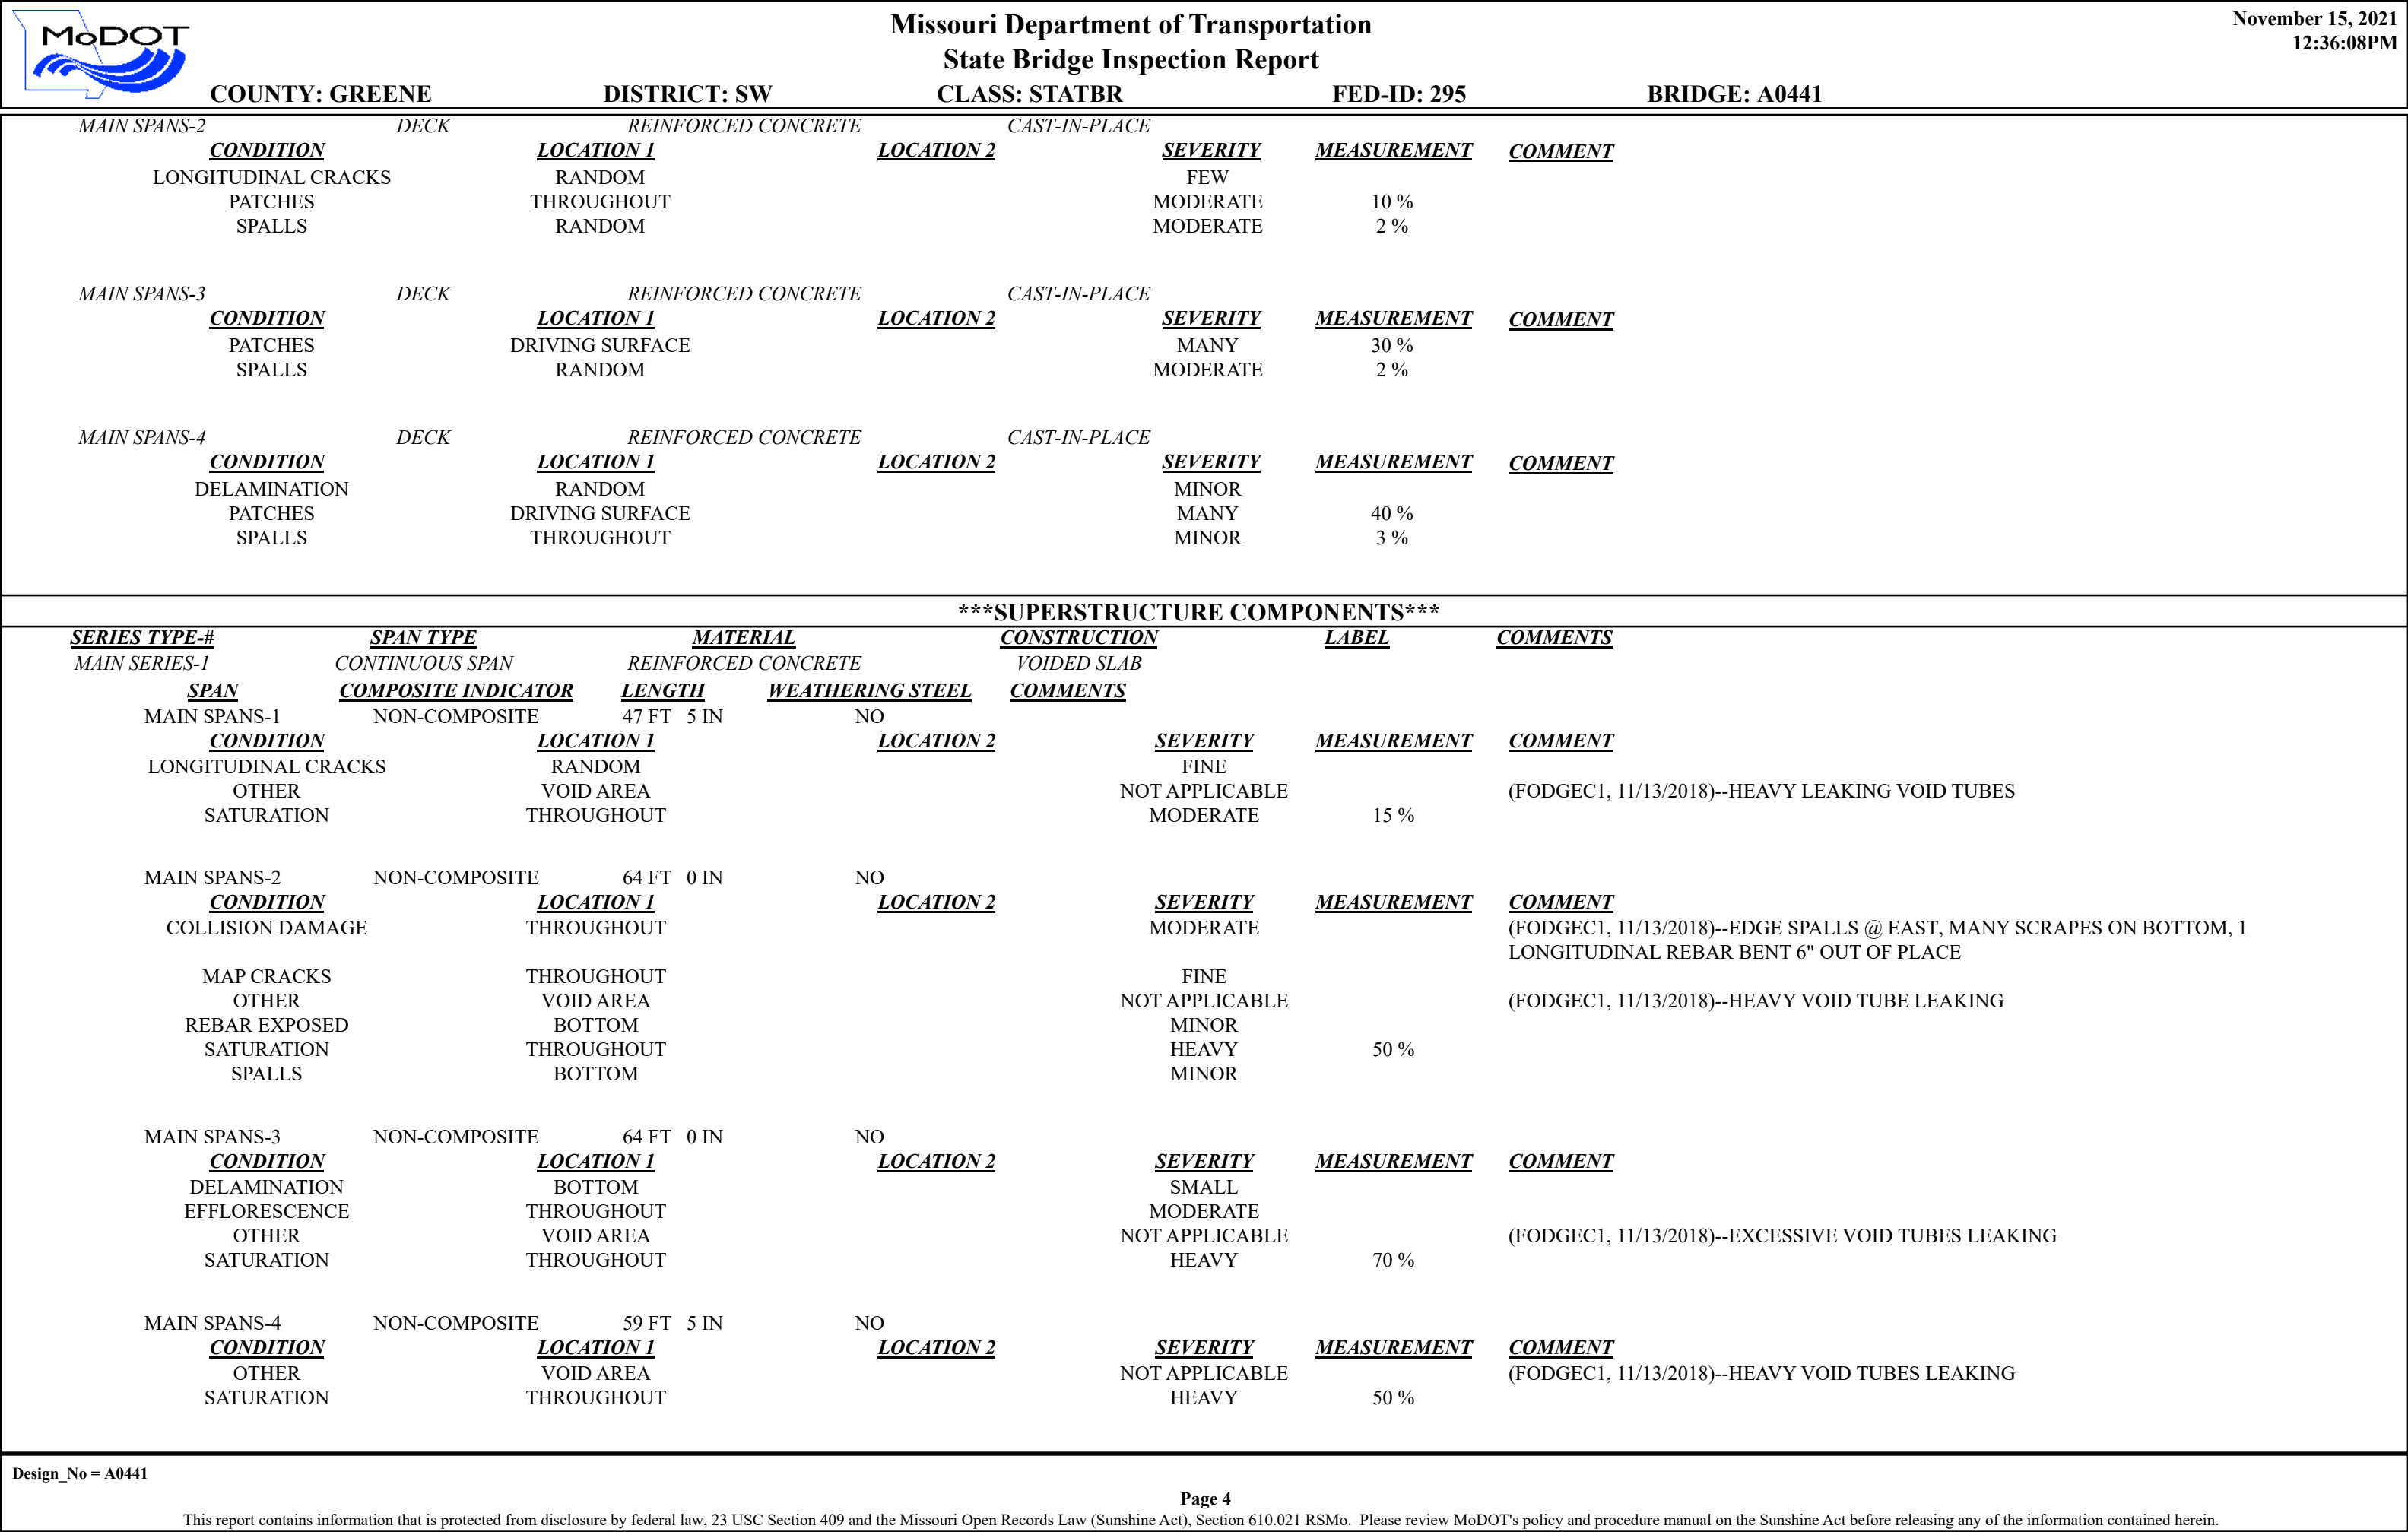 MoDOT
Missouri Department of Transportation
State Bridge Inspection Report
November 15, 2021
12:36:08PM
COUNTY: GREENE DISTRICT: SW CLASS: STATBR FED-ID: 295 BRIDGE: A0441
MAIN SPANS-2 DECK REINFORCED CONCRETE CAST-IN-PLACE
CONDITION LOCATION 1 LOCATION 2 SEVERITY MEASUREMENT COMMENT
LONGITUDINAL CRACKS RANDOM FEW
PATCHES THROUGHOUT MODERATE 10 %
SPALLS RANDOM MODERATE 2 %
MAIN SPANS-3 DECK REINFORCED CONCRETE CAST-IN-PLACE
CONDITION LOCATION 1 LOCATION 2 SEVERITY MEASUREMENT COMMENT
PATCHES DRIVING SURFACE MANY 30 %
SPALLS RANDOM MODERATE 2 %
MAIN SPANS-4 DECK REINFORCED CONCRETE CAST-IN-PLACE
CONDITION LOCATION 1 LOCATION 2 SEVERITY MEASUREMENT COMMENT
DELAMINATION RANDOM MINOR
PATCHES DRIVING SURFACE MANY 40 %
SPALLS THROUGHOUT MINOR 3 %
***SUPERSTRUCTURE COMPONENTS***
SERIES TYPE-# SPAN TYPE MATERIAL CONSTRUCTION LABEL COMMENTS
MAIN SERIES-1 CONTINUOUS SPAN REINFORCED CONCRETE VOIDED SLAB
SPAN COMPOSITE INDICATOR LENGTH WEATHERING STEEL COMMENTS
MAIN SPANS-1 NON-COMPOSITE 47 FT 5 IN NO
CONDITION LOCATION 1 LOCATION 2 SEVERITY MEASUREMENT COMMENT
LONGITUDINAL CRACKS RANDOM FINE
OTHER VOID AREA NOT APPLICABLE (FODGEC1, 11/13/2018)--HEAVY LEAKING VOID TUBES
SATURATION THROUGHOUT MODERATE 15 %
MAIN SPANS-2 NON-COMPOSITE 64 FT 0 IN NO
CONDITION LOCATION 1 LOCATION 2 SEVERITY MEASUREMENT COMMENT
COLLISION DAMAGE THROUGHOUT MODERATE (FODGEC1, 11/13/2018)--EDGE SPALLS @ EAST, MANY SCRAPES ON BOTTOM, 1
LONGITUDINAL REBAR BENT 6" OUT OF PLACE
MAP CRACKS THROUGHOUT FINE
OTHER VOID AREA NOT APPLICABLE (FODGEC1, 11/13/2018)--HEAVY VOID TUBE LEAKING
REBAR EXPOSED BOTTOM MINOR
SATURATION THROUGHOUT HEAVY 50 %
SPALLS BOTTOM MINOR
MAIN SPANS-3 NON-COMPOSITE 64 FT 0 IN NO
CONDITION LOCATION 1 LOCATION 2 SEVERITY MEASUREMENT COMMENT
DELAMINATION BOTTOM SMALL
EFFLORESCENCE THROUGHOUT MODERATE
OTHER VOID AREA NOT APPLICABLE (FODGEC1, 11/13/2018)--EXCESSIVE VOID TUBES LEAKING
SATURATION THROUGHOUT HEAVY 70 %
MAIN SPANS-4 NON-COMPOSITE 59 FT 5 IN NO
CONDITION LOCATION 1 LOCATION 2 SEVERITY MEASUREMENT COMMENT
OTHER VOID AREA NOT APPLICABLE (FODGEC1, 11/13/2018)--HEAVY VOID TUBES LEAKING
SATURATION THROUGHOUT HEAVY 50 %
Design_No = A0441
Page 4
This report contains information that is protected from disclosure by federal law, 23 USC Section 409 and the Missouri Open Records Law (Sunshine Act), Section 610.021 RSMo. Please review MoDOT's policy and procedure manual on the Sunshine Act before releasing any of the information contained herein.